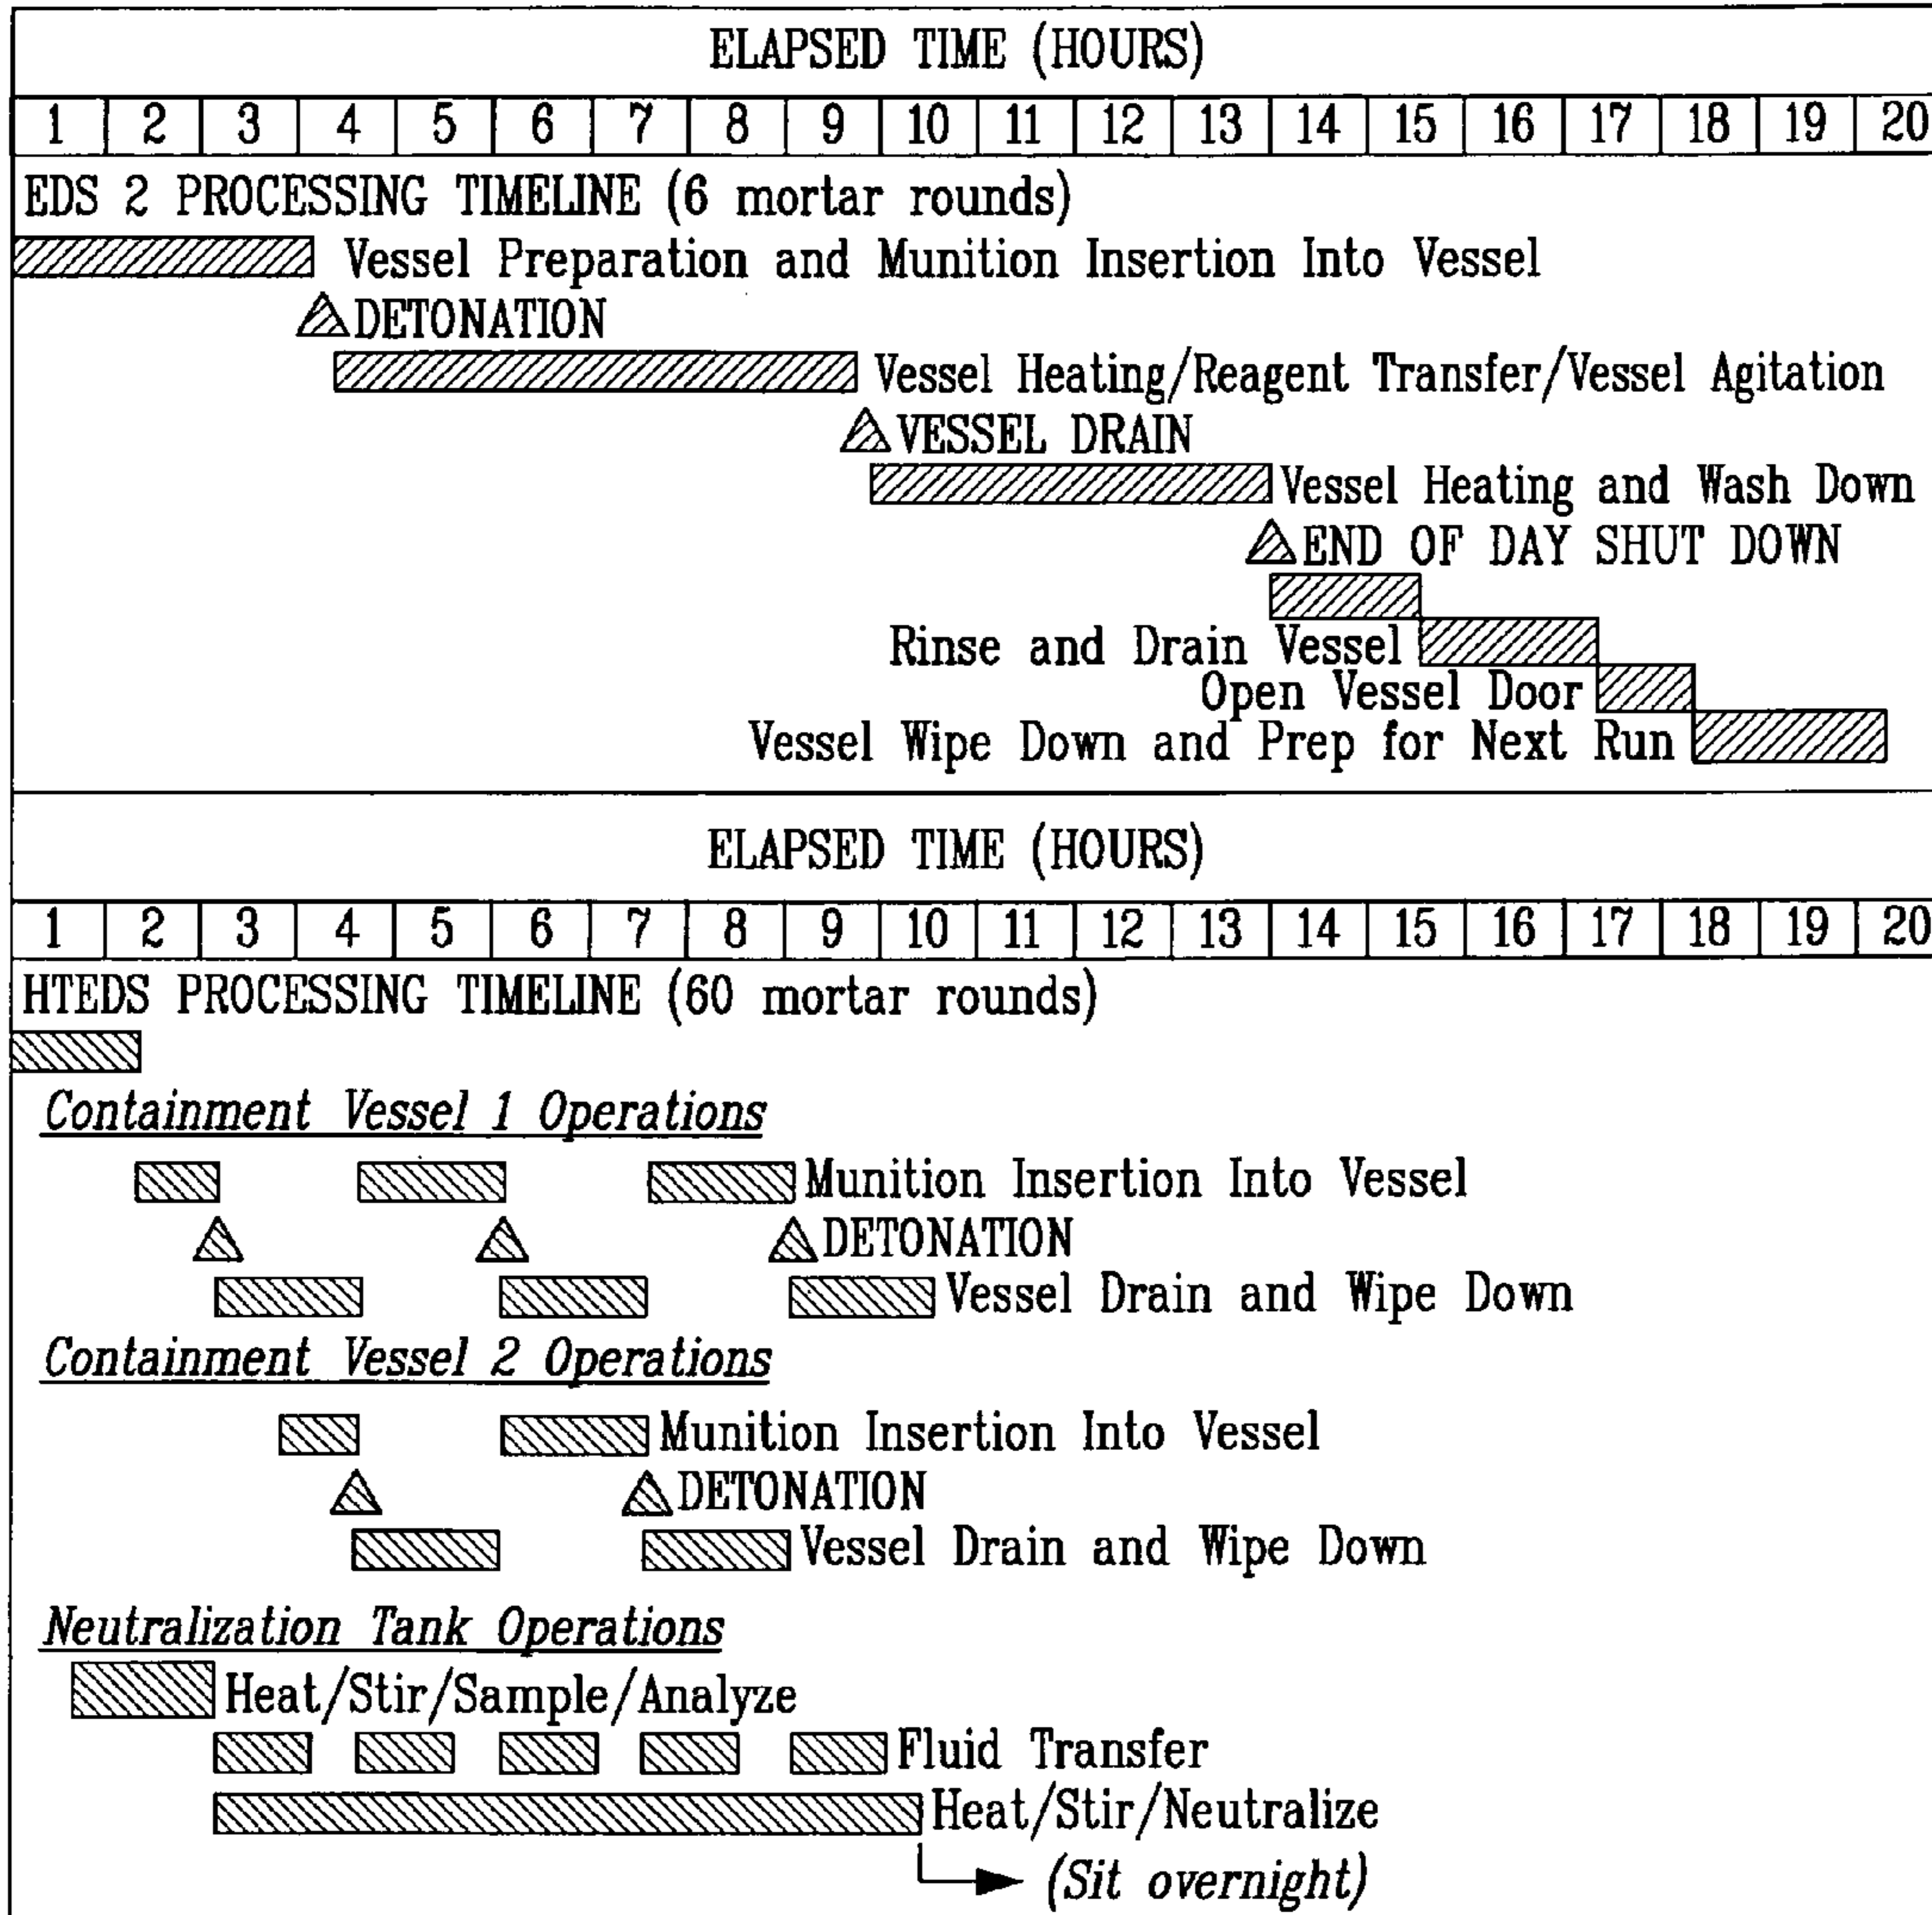 ELAPSED TIME (HOURS)
1 2 3 4 5 6 7 8 9 10 11 12 13 14 15 16 17 18 19 20
EDS 2 PROCESSING TIMELINE (6 mortar rounds)
Vessel Preparation and Munition Insertion Into Vessel
DETONATION
Vessel Heating/Reagent Transfer/Vessel Agitation
VESSEL DRAIN
Vessel Heating and Wash Down
END OF DAY SHUT DOWN
Rinse and Drain Vessel
Open Vessel Door
Vessel Wipe Down and Prep for Next Run
ELAPSED TIME (HOURS)
1 2 3 4 5 6 7 8 9 10 11 12 13 14 15 16 17 18 19 20
HTEDS PROCESSING TIMELINE (60 mortar rounds)
Containment Vessel 1 Operations
Munition Insertion Into Vessel
DETONATION
Vessel Drain and Wipe Down
Containment Vessel 2 Operations
Munition Insertion Into Vessel
DETONATION
Vessel Drain and Wipe Down
Neutralization Tank Operations
Heat/Stir/Sample/Analyze
Fluid Transfer
Heat/Stir/Neutralize
(Sit overnight)